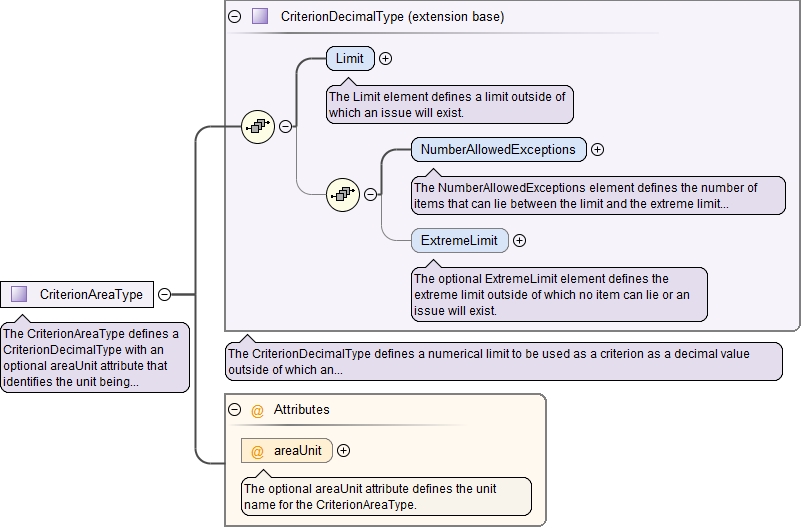 CriterionDecimalType (extension base)
Limit
The Limit element defines a limit outside of
which an issue will exist.
NumberAllowedExceptions
The NumberAllowedExceptions element defines the number of
items that can lie between the limit and the extreme limit...
ExtremeLimit
The optional ExtremeLimit element defines the
extreme limit outside of which no item can lie or an
issue will exist.
CriterionAreaType
The CriterionAreaType defines a
CriterionDecimalType with an
optional areaUnit attribute that
identifies the unit being...
The CriterionDecimalType defines a numerical limit to be used as a criterion as a decimal value
outside of which an...
@ Attributes
@ areaUnit
The optional areaUnit attribute defines the unit
name for the CriterionAreaType.